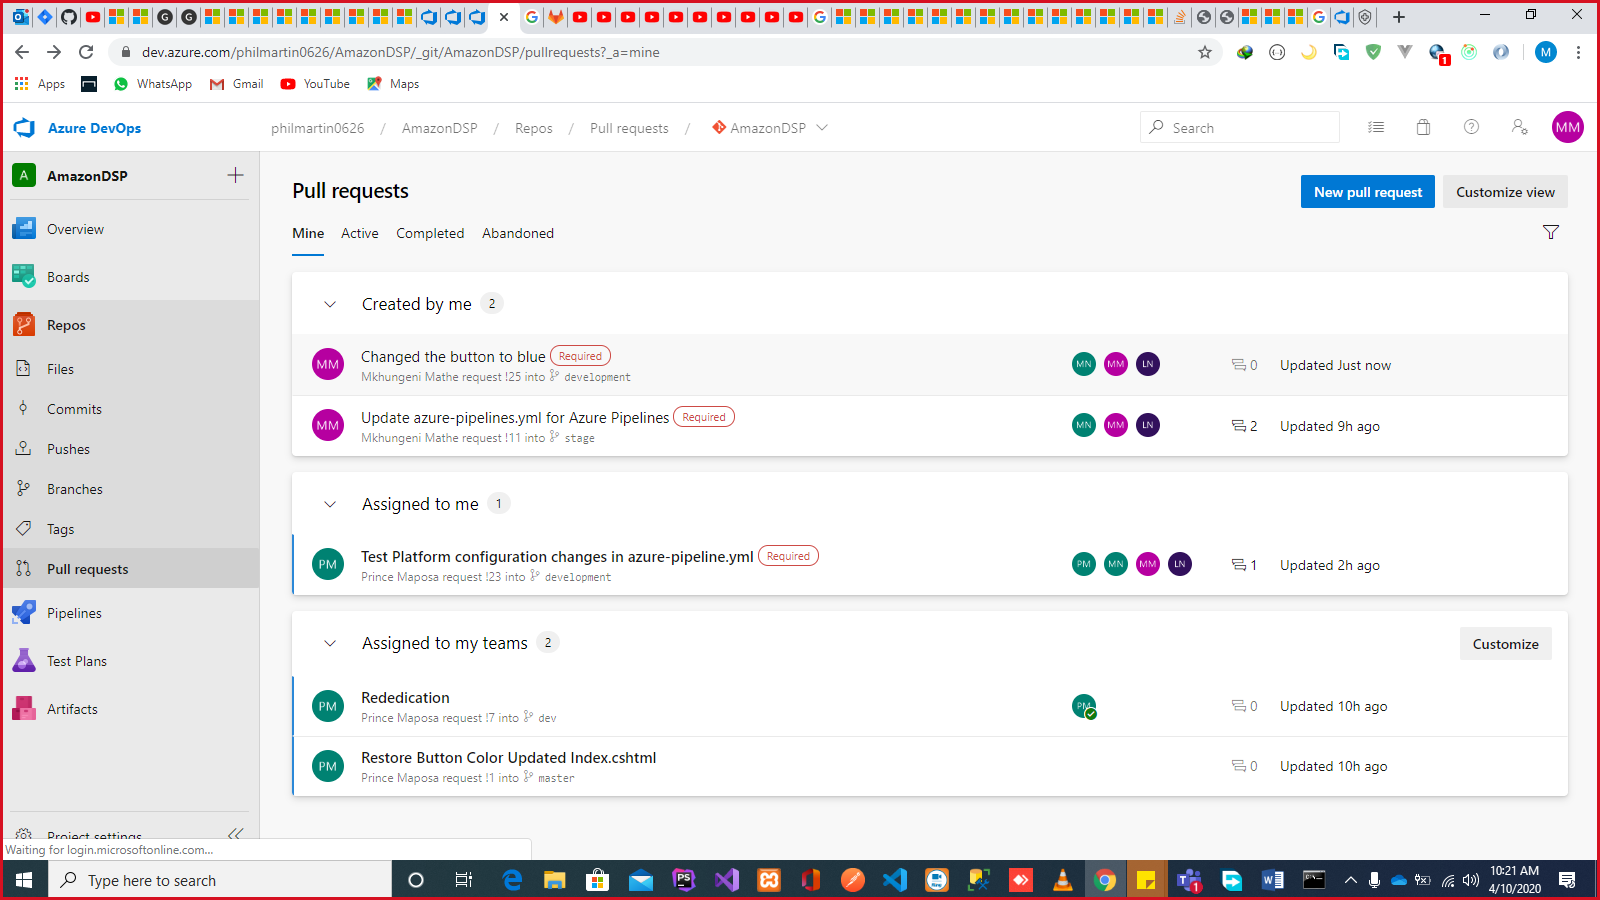 dev.azure.com/philmartin0626/AmazonDSP/_git/AmazonDSP/pullrequests?_a=mine
1
M
Apps
WhatsApp
Gmail
YouTube
Maps
Azure DevOps
philmartin0626 / AmazonDSP / Repos / Pull requests / AmazonDSP
Search
MM
A AmazonDSP
Overview
Boards
Repos
Files
Commits
Pushes
Branches
Tags
Pull requests
Pipelines
Test Plans
Artifacts
Project settings
Pull requests
New pull request
Customize view
Mine Active Completed Abandoned
Created by me 2
MM Changed the button to blue Required MN MM LN 0 Updated Just now
Mkhungeni Mathe request !25 into development
MM Update azure-pipelines.yml for Azure Pipelines Required MN MM LN 2 Updated 9h ago
Mkhungeni Mathe request !11 into stage
Assigned to me 1
PM Test Platform configuration changes in azure-pipeline.yml Required PM MN MM LN 1 Updated 2h ago
Prince Maposa request !23 into development
Assigned to my teams 2
Customize
PM Rededication PM 0 Updated 10h ago
Prince Maposa request !7 into dev
PM Restore Button Color Updated Index.cshtml 0 Updated 10h ago
Prince Maposa request !1 into master
Waiting for login.microsoftonline.com...
Type here to search
10:21 AM
4/10/2020